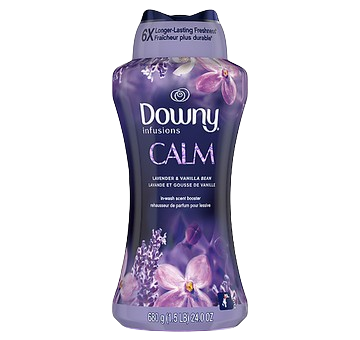 6X Longer-Lasting Freshness*
Fraîcheur plus durable*
Downy
infusions
CALM
LAVENDER & VANILLA BEAN
LAVANDE ET GOUSSE DE VANILLE
in-wash scent booster
rehausseur de parfum pour lessive
680 g (1.5 LB) 24.0 OZ